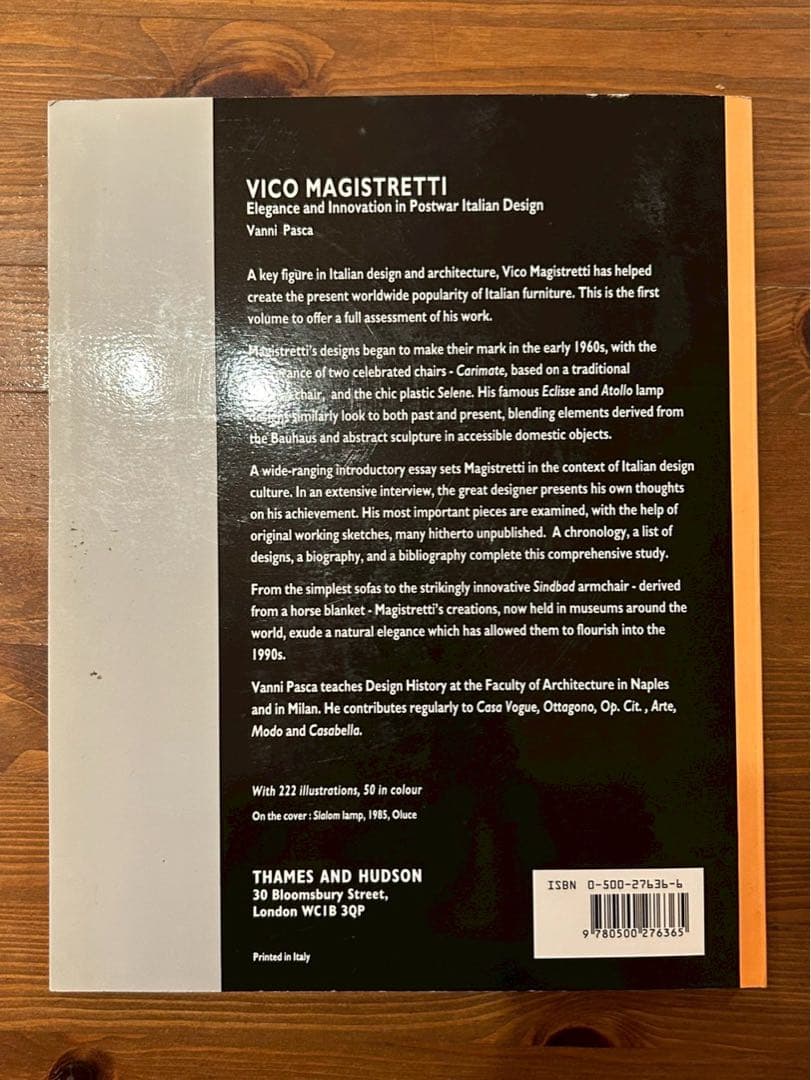 VICO MAGISTRETTI
Elegance and Innovation in Postwar Italian Design
Vanni Pasca
A key figure in Italian design and architecture, Vico Magistretti has helped
create the present worldwide popularity of Italian furniture. This is the first
volume to offer a full assessment of his work.
Magistretti's designs began to make their mark in the early 1960s, with the
of two celebrated chairs - Carimate, based on a traditional
chair, and the chic plastic Selene. His famous Eclisse and Atollo lamp
designs similarly look to both past and present, blending elements derived from
the Bauhaus and abstract sculpture in accessible domestic objects.
A wide-ranging introductory essay sets Magistretti in the context of Italian design
culture. In an extensive interview, the great designer presents his own thoughts
on his achievement. His most important pieces are examined, with the help of
original working sketches, many hitherto unpublished. A chronology, a list of
designs, a biography, and a bibliography complete this comprehensive study.
From the simplest sofas to the strikingly innovative Sindbad armchair - derived
from a horse blanket - Magistretti's creations, now held in museums around the
world, exude a natural elegance which has allowed them to flourish into the
1990s.
Vanni Pasca teaches Design History at the Faculty of Architecture in Naples
and in Milan. He contributes regularly to Casa Vogue, Ottagono, Op. Cit. , Arte,
Modo and Casabella.
With 222 illustrations, 50 in colour
On the cover : Slalom lamp, 1985, Oluce
THAMES AND HUDSON
30 Bloomsbury Street,
London WC1B 3QP
Printed in Italy
ISBN 0-500-27636-6
9 780500 276365